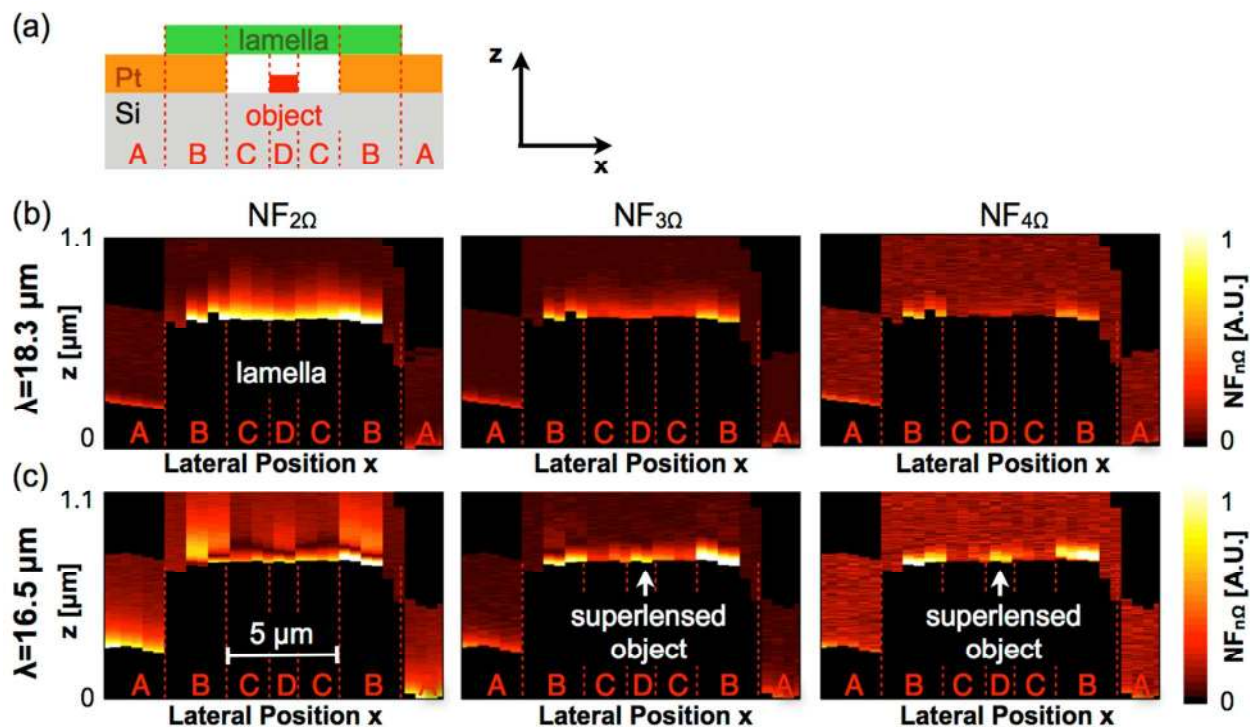 (a)
lamella
Pt
Si
object
A B C D C B A
z
x
(b)
NF2Ω NF3Ω NF4Ω
λ=18.3 μm
z [μm]
1.1
0
lamella
A B C D C B A
A B C D C B A
A B C D C B A
1
0
NFnΩ [A.U.]
Lateral Position x Lateral Position x Lateral Position x
(c)
λ=16.5 μm
z [μm]
1.1
0
5 μm
superlensed
object
superlensed
object
A B C D C B A
A B C D C B A
A B C D C B A
1
0
NFnΩ [A.U.]
Lateral Position x Lateral Position x Lateral Position x